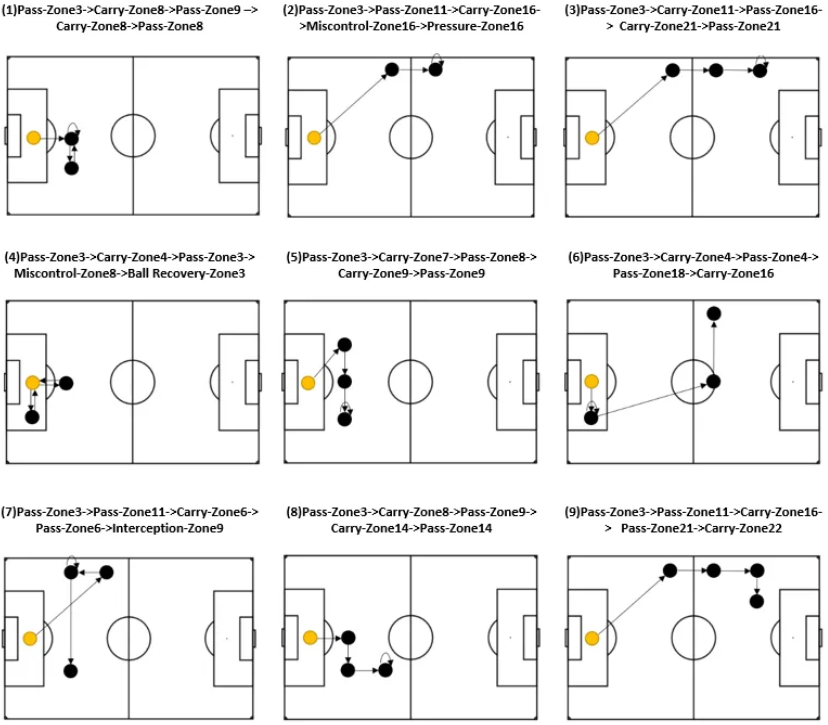 (1)Pass-Zone3->Carry-Zone8->Pass-Zone9 –>
Carry-Zone8->Pass-Zone8
(2)Pass-Zone3->Pass-Zone11->Carry-Zone16-
>Miscontrol-Zone16->Pressure-Zone16
(3)Pass-Zone3->Carry-Zone11->Pass-Zone16-
> Carry-Zone21->Pass-Zone21
(4)Pass-Zone3->Carry-Zone4->Pass-Zone3->
Miscontrol-Zone8->Ball Recovery-Zone3
(5)Pass-Zone3->Carry-Zone7->Pass-Zone8->
Carry-Zone9->Pass-Zone9
(6)Pass-Zone3->Carry-Zone4->Pass-Zone4->
Pass-Zone18->Carry-Zone16
(7)Pass-Zone3->Pass-Zone11->Carry-Zone6->
Pass-Zone6->Interception-Zone9
(8)Pass-Zone3->Carry-Zone8->Pass-Zone9->
Carry-Zone14->Pass-Zone14
(9)Pass-Zone3->Pass-Zone11->Carry-Zone16-
> Pass-Zone21->Carry-Zone22